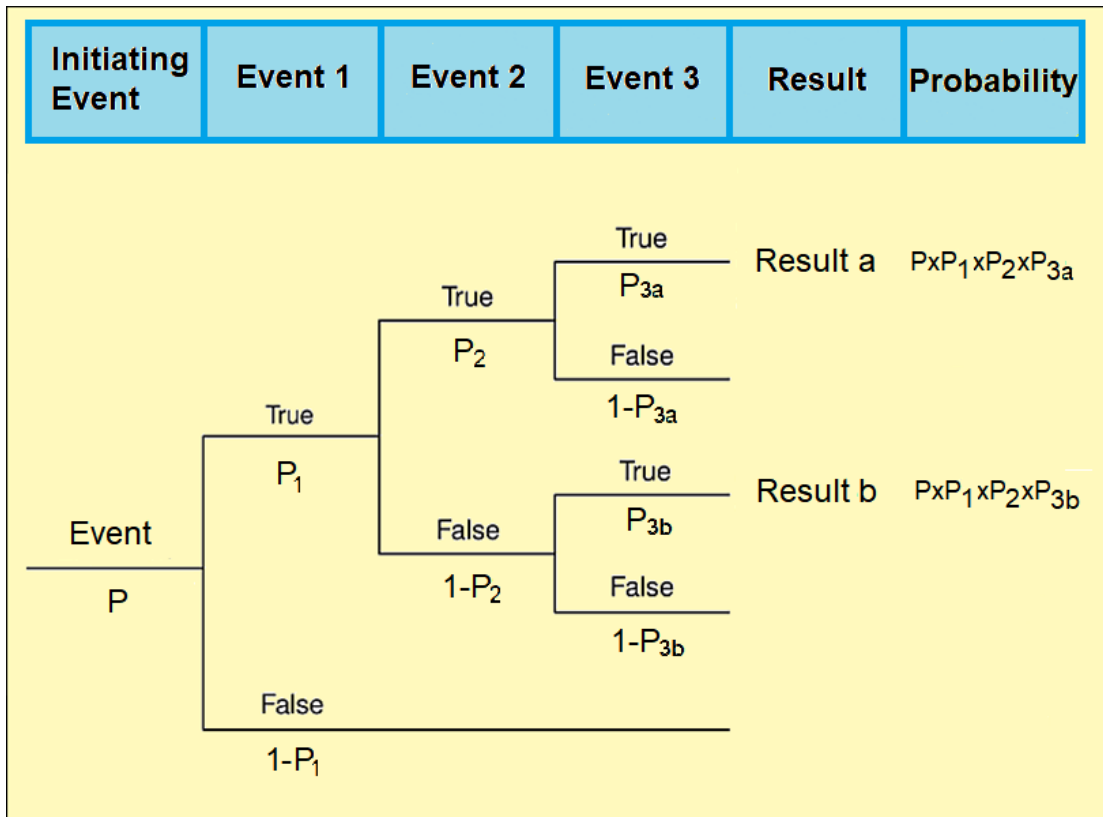 Initiating
Event
Event 1
Event 2
Event 3
Result
Probability
True
P3a
Result a
PxP1xP2xP3a
True
P2
False
1-P3a
True
P1
True
P3b
Result b
PxP1xP2xP3b
Event
P
False
1-P2
False
1-P3b
False
1-P1